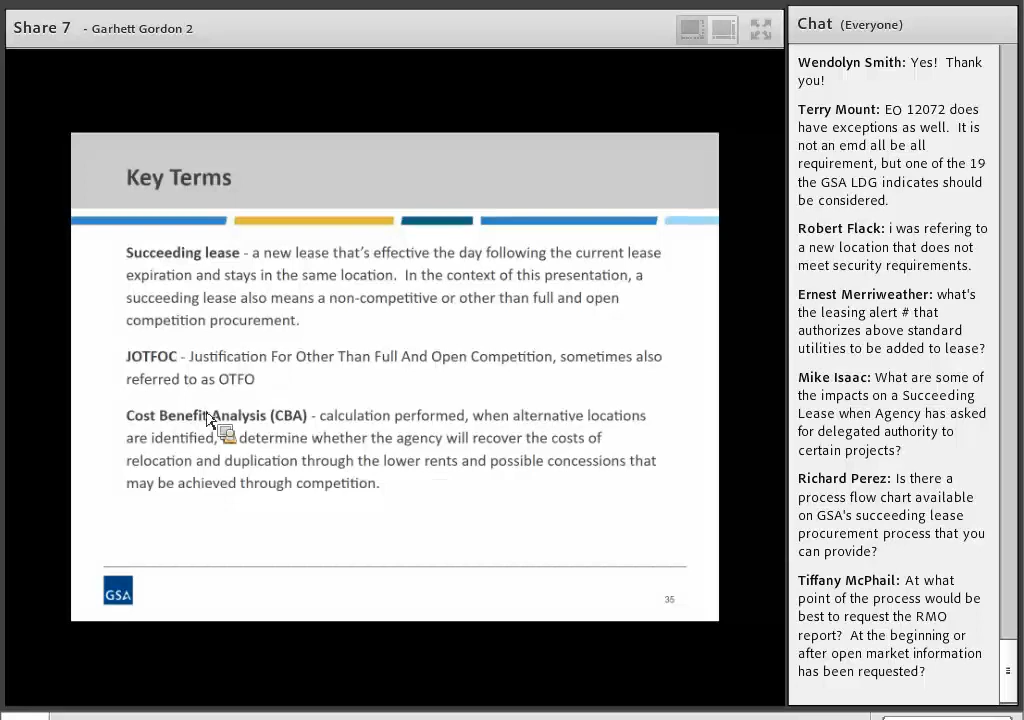 Share 7 - Garhett Gordon 2
Key Terms
Succeeding lease - a new lease that's effective the day following the current lease
expiration and stays in the same location. In the context of this presentation, a
succeeding lease also means a non-competitive or other than full and open
competition procurement.
JOTFOC - Justification For Other Than Full And Open Competition, sometimes also
referred to as OTFO
Cost Benefit Analysis (CBA) - calculation performed, when alternative locations
are identified, determine whether the agency will recover the costs of
relocation and duplication through the lower rents and possible concessions that
may be achieved through competition.
GSA
35
Chat (Everyone)
Wendolyn Smith: Yes! Thank
you!
Terry Mount: EO 12072 does
have exceptions as well. It is
not an emd all be all
requirement, but one of the 19
the GSA LDG indicates should
be considered.
Robert Flack: i was refering to
a new location that does not
meet security requirements.
Ernest Merriweather: what's
the leasing alert # that
authorizes above standard
utilities to be added to lease?
Mike Isaac: What are some of
the impacts on a Succeeding
Lease when Agency has asked
for delegated authority to
certain projects?
Richard Perez: Is there a
process flow chart available
on GSA's succeeding lease
procurement process that you
can provide?
Tiffany McPhail: At what
point of the process would be
best to request the RMO
report? At the beginning or
after open market information
has been requested?